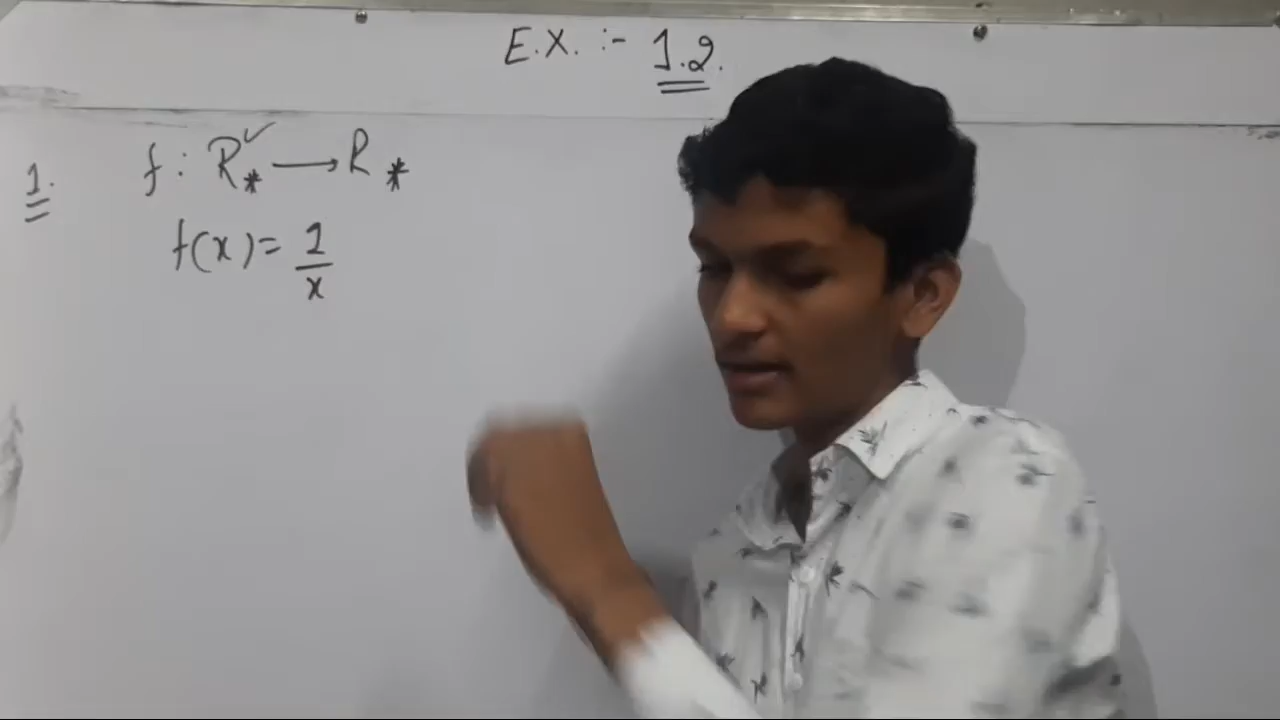 E.X. :- 1.2.
1. f : R* ✓ ⟶ R*
f(x) = 1/x